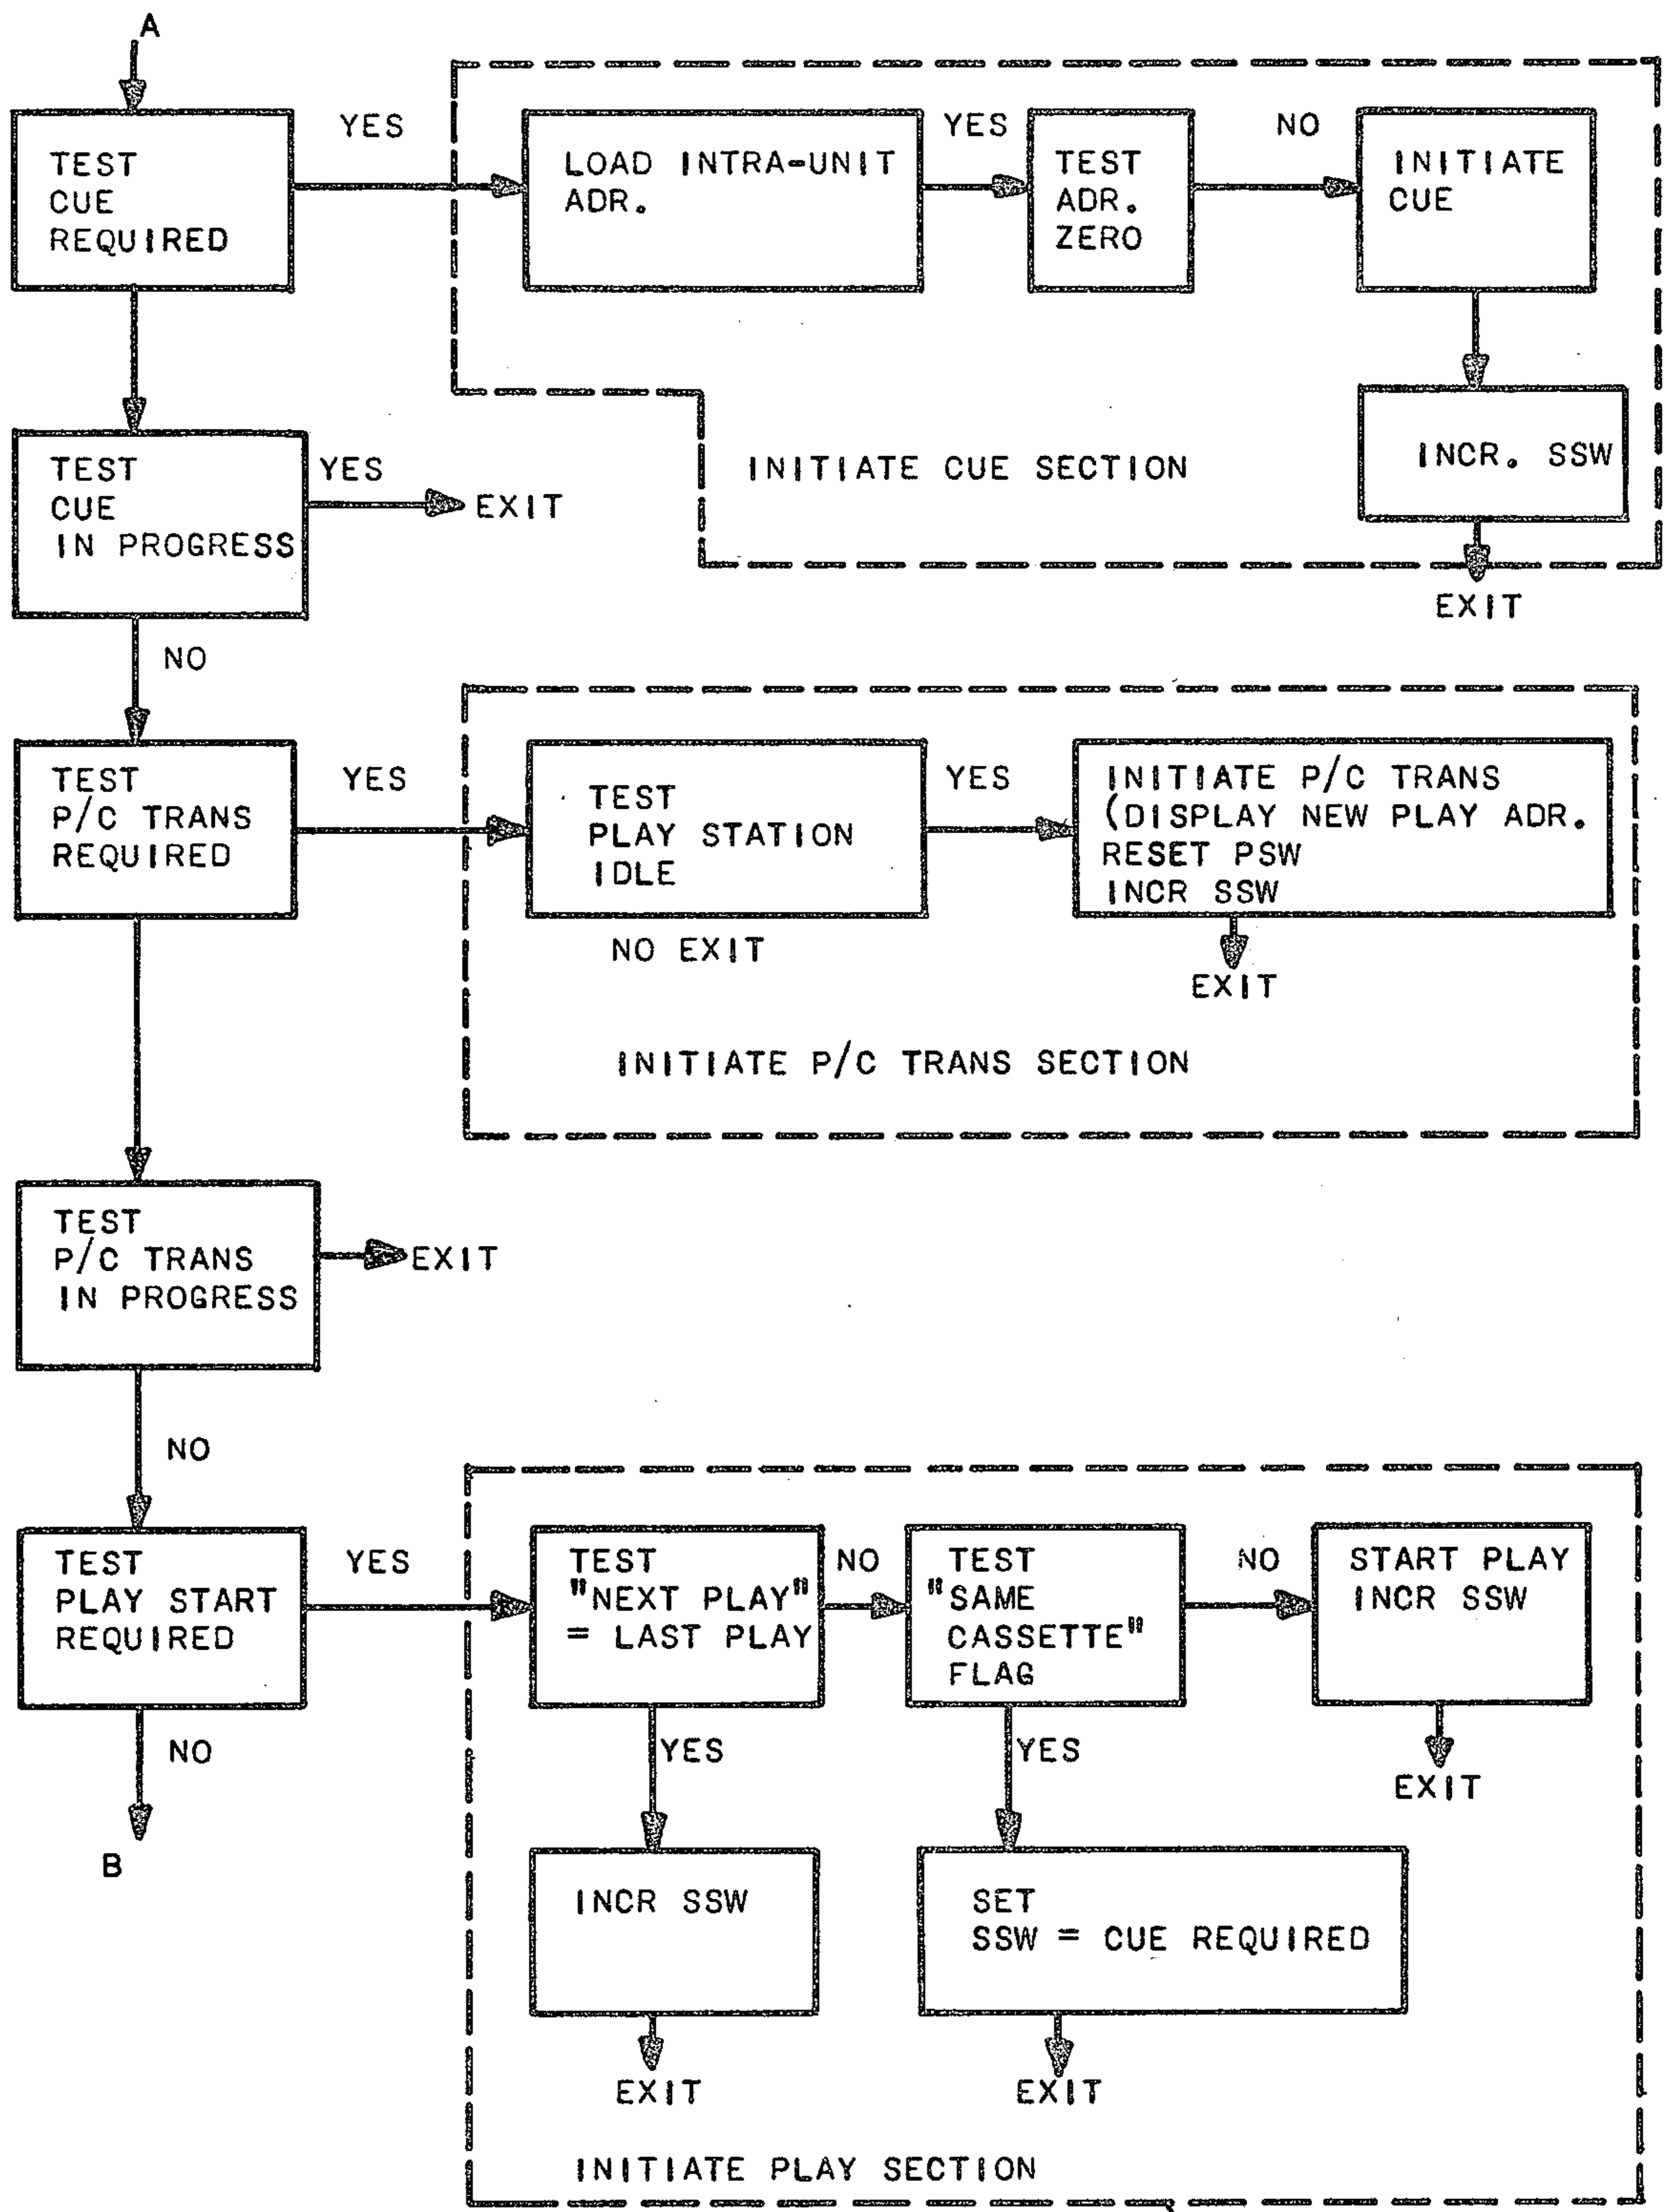 A
TEST
CUE
REQUIRED
YES
LOAD INTRA-UNIT
ADR.
YES
TEST
ADR.
ZERO
NO
INITIATE
CUE
INCR. SSW
EXIT
INITIATE CUE SECTION
TEST
CUE
IN PROGRESS
YES
EXIT
NO
TEST
P/C TRANS
REQUIRED
YES
TEST
PLAY STATION
IDLE
NO EXIT
YES
INITIATE P/C TRANS
(DISPLAY NEW PLAY ADR.
RESET PSW
INCR SSW
EXIT
INITIATE P/C TRANS SECTION
TEST
P/C TRANS
IN PROGRESS
EXIT
NO
TEST
PLAY START
REQUIRED
YES
TEST
"NEXT PLAY"
= LAST PLAY
NO
TEST
"SAME
CASSETTE"
FLAG
NO
START PLAY
INCR SSW
EXIT
YES
INCR SSW
EXIT
YES
SET
SSW = CUE REQUIRED
EXIT
INITIATE PLAY SECTION
NO
B